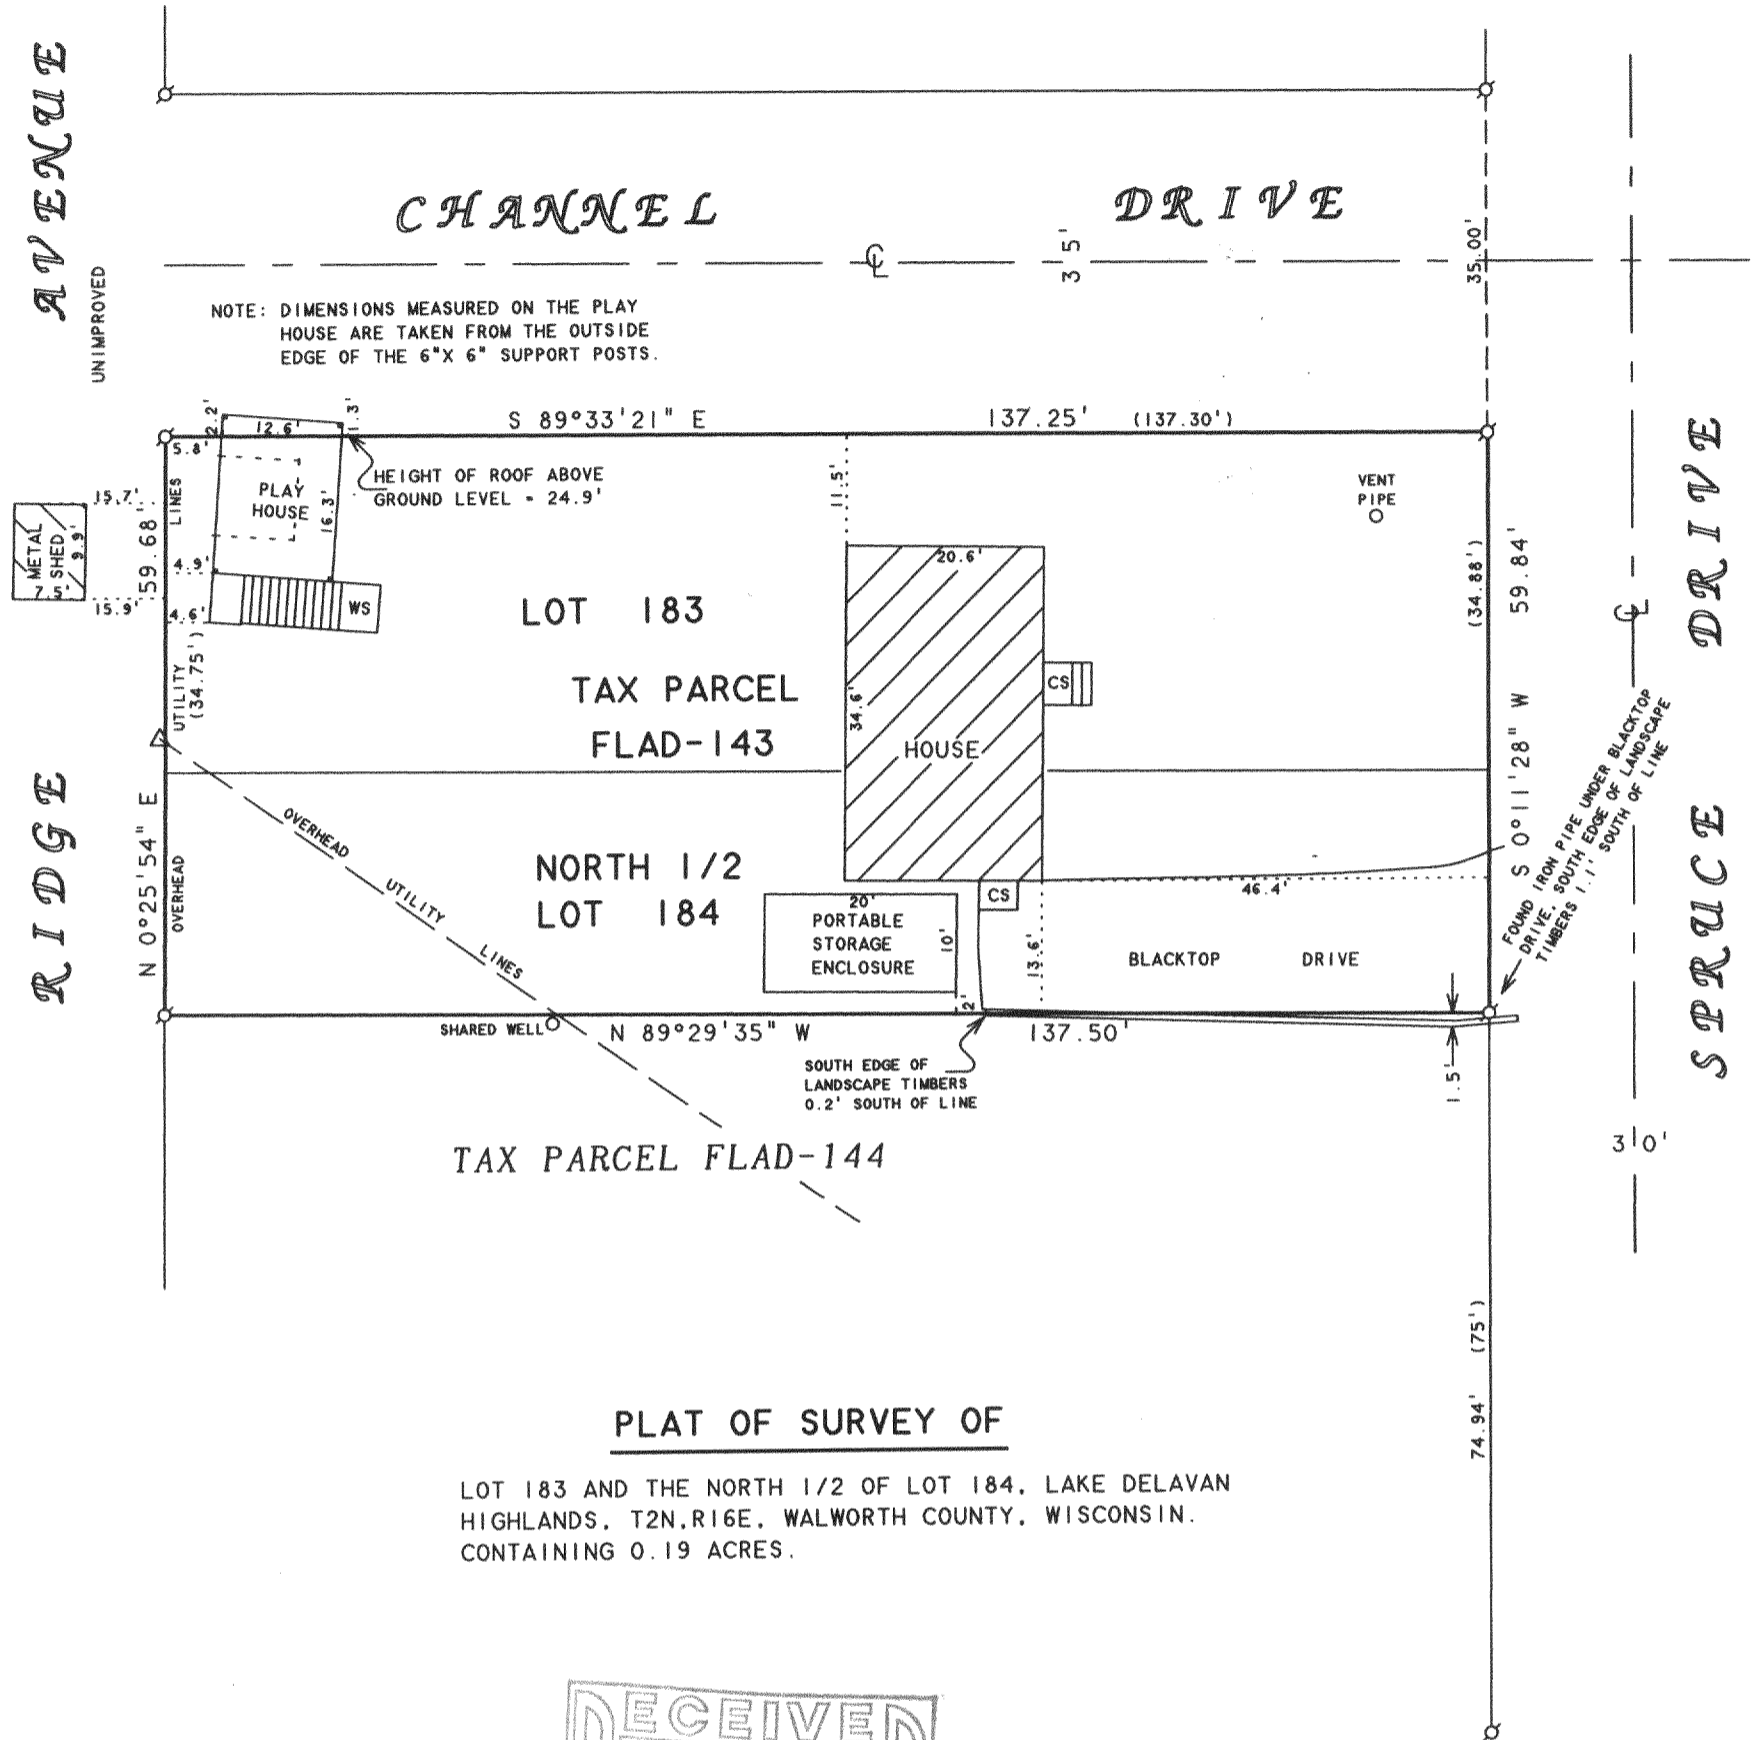 AVENUE
UNIMPROVED
CHANNEL DRIVE
℄
35'
35.00'
NOTE: DIMENSIONS MEASURED ON THE PLAY
HOUSE ARE TAKEN FROM THE OUTSIDE
EDGE OF THE 6"X 6" SUPPORT POSTS.
2.2'
12.6'
1.3'
S 89°33'21" E
137.25' (137.30')
5.8'
HEIGHT OF ROOF ABOVE
GROUND LEVEL = 24.9'
PLAY
HOUSE
16.3'
11.5'
VENT
PIPE
15.7'
LINES
METAL
SHED
9.9'
7.5'
15.9'
59.68'
4.9'
4.6'
WS
UTILITY
(34.75')
20.6'
34.6'
HOUSE
CS
LOT 183
TAX PARCEL
FLAD-143
(34.88')
59.84'
℄
DRIVE
S 0°11'28" W
FOUND IRON PIPE UNDER BLACKTOP
DRIVE. SOUTH EDGE OF LANDSCAPE
TIMBERS 1.1' SOUTH OF LINE
RIDGE
N 0°25'54" E
OVERHEAD
OVERHEAD
UTILITY
LINES
NORTH 1/2
LOT 184
20'
PORTABLE
STORAGE
ENCLOSURE
10'
CS
46.4'
13.6'
BLACKTOP DRIVE
2'
SPRUCE
SHARED WELL
N 89°29'35" W
137.50'
SOUTH EDGE OF
LANDSCAPE TIMBERS
0.2' SOUTH OF LINE
1.5'
30'
TAX PARCEL FLAD-144
74.94' (75')
PLAT OF SURVEY OF
LOT 183 AND THE NORTH 1/2 OF LOT 184, LAKE DELAVAN
HIGHLANDS, T2N,R16E, WALWORTH COUNTY, WISCONSIN.
CONTAINING 0.19 ACRES.
RECEIVED